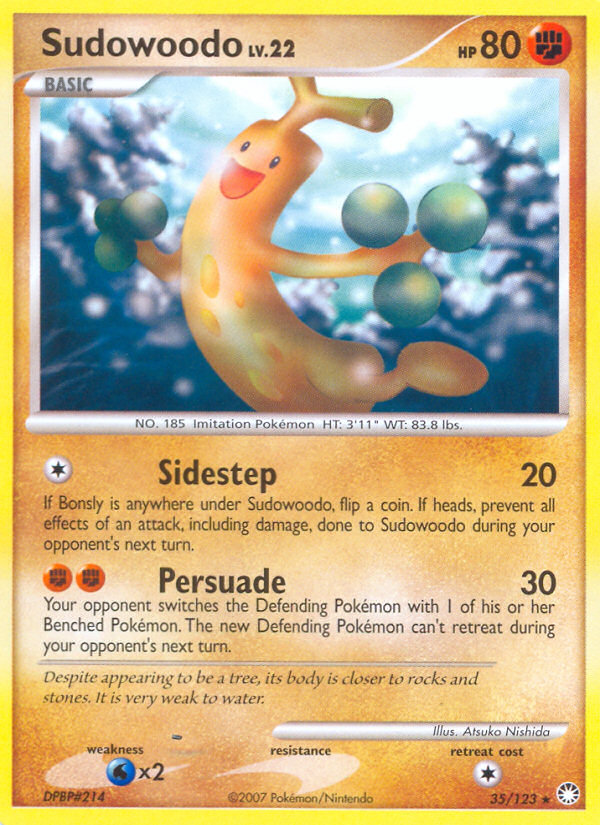 Sudowoodo LV.22 HP 80
BASIC
NO. 185 Imitation Pokémon HT: 3'11" WT: 83.8 lbs.
Sidestep 20
If Bonsly is anywhere under Sudowoodo, flip a coin. If heads, prevent all
effects of an attack, including damage, done to Sudowoodo during your
opponent's next turn.
Persuade 30
Your opponent switches the Defending Pokémon with 1 of his or her
Benched Pokémon. The new Defending Pokémon can't retreat during
your opponent's next turn.
Despite appearing to be a tree, its body is closer to rocks and
stones. It is very weak to water.
Illus. Atsuko Nishida
weakness resistance retreat cost
x2
DPBP#214 ©2007 Pokémon/Nintendo 35/123 ★